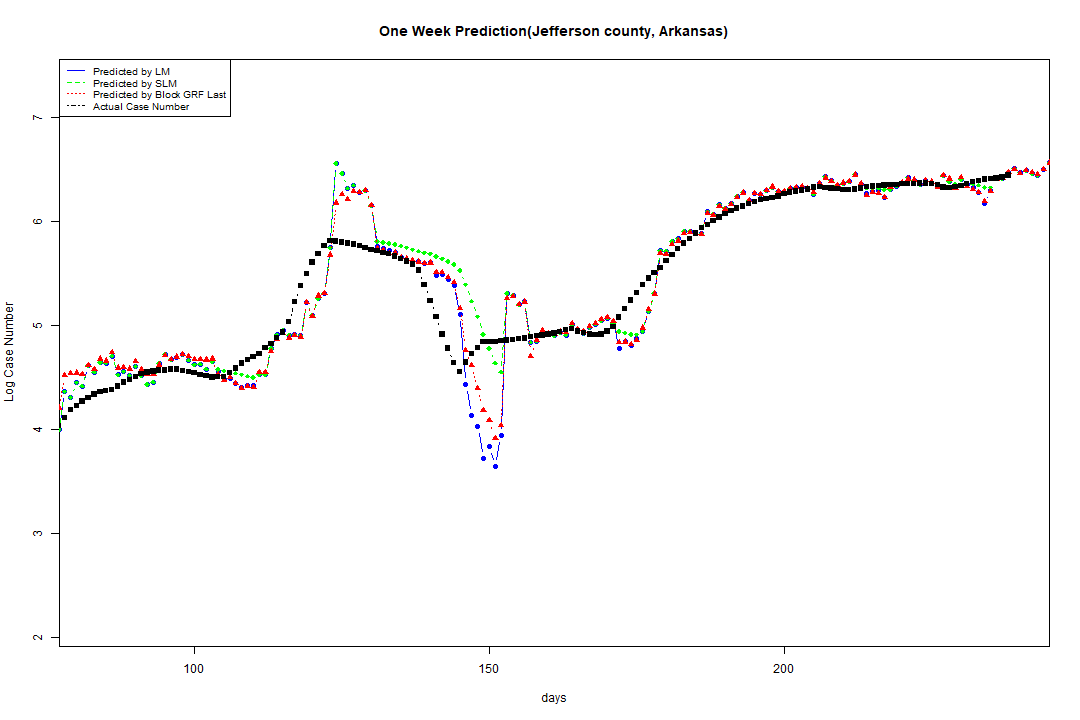 One Week Prediction(Jefferson county, Arkansas)
Predicted by LM
Predicted by SLM
Predicted by Block GRF Last
Actual Case Number
7
6
5
4
3
2
Log Case Number
100 150 200
days